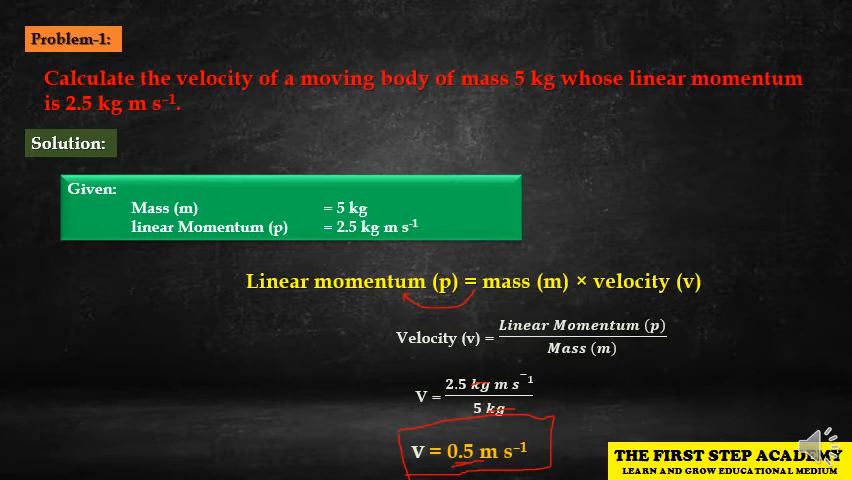 Problem-1:
Calculate the velocity of a moving body of mass 5 kg whose linear momentum
is 2.5 kg m s⁻¹.
Solution:
Given:
Mass (m) = 5 kg
linear Momentum (p) = 2.5 kg m s⁻¹
Linear momentum (p) = mass (m) × velocity (v)
Velocity (v) = Linear Momentum (p) / Mass (m)
V = 2.5 kg m s⁻¹ / 5 kg
v = 0.5 m s⁻¹
THE FIRST STEP ACADEMY
LEARN AND GROW EDUCATIONAL MEDIUM